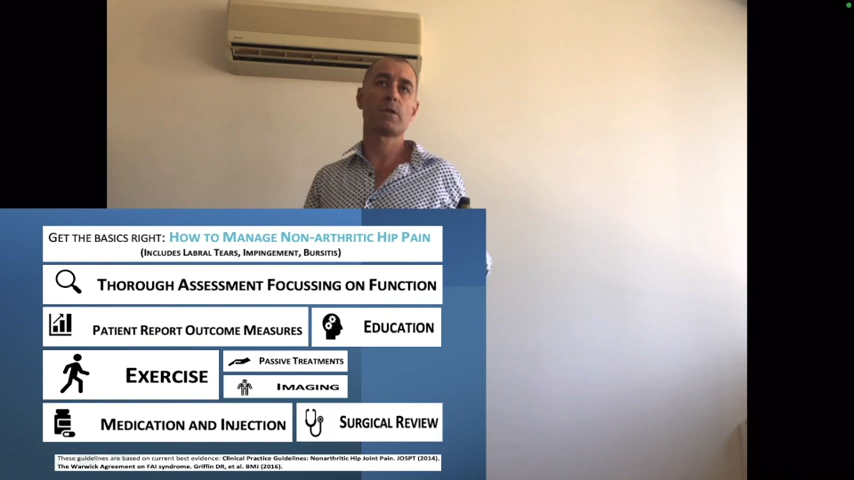 GET THE BASICS RIGHT: HOW TO MANAGE NON-ARTHRITIC HIP PAIN
(INCLUDES LABRAL TEARS, IMPINGEMENT, BURSITIS)
THOROUGH ASSESSMENT FOCUSSING ON FUNCTION
PATIENT REPORT OUTCOME MEASURES
EDUCATION
EXERCISE
PASSIVE TREATMENTS
IMAGING
MEDICATION AND INJECTION
SURGICAL REVIEW
These guidelines are based on current best evidence: Clinical Practice Guidelines: Nonarthritic Hip Joint Pain. JOSPT (2014).
The Warwick Agreement on FAI syndrome. Griffin DR, et al. BMJ (2016).